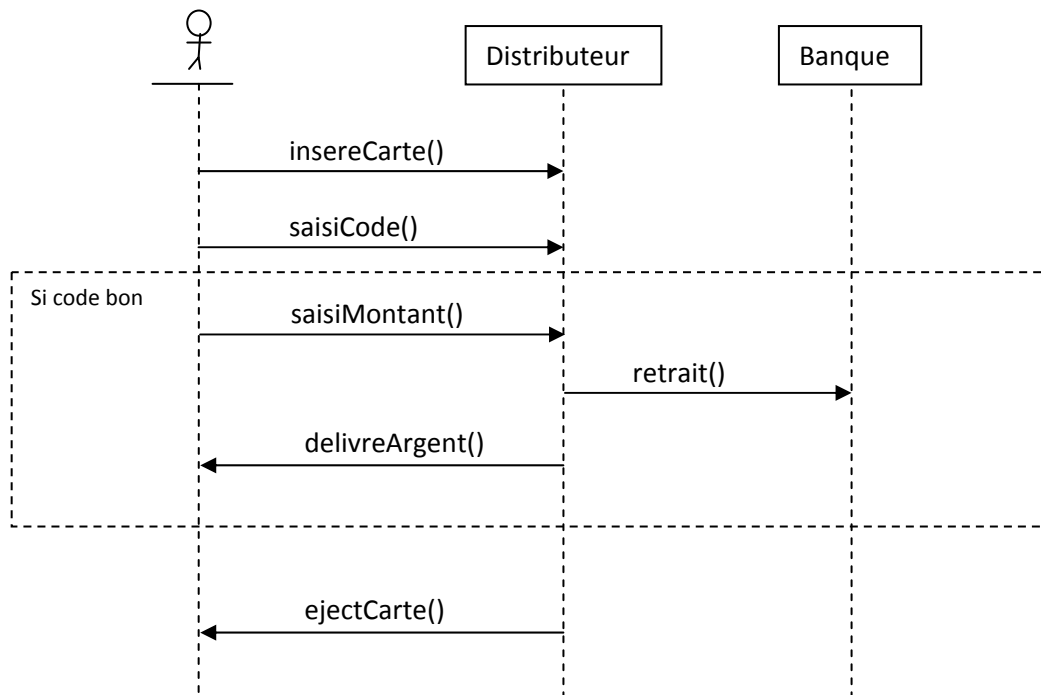 Distributeur
Banque
insereCarte()
saisiCode()
Si code bon
saisiMontant()
retrait()
delivreArgent()
ejectCarte()